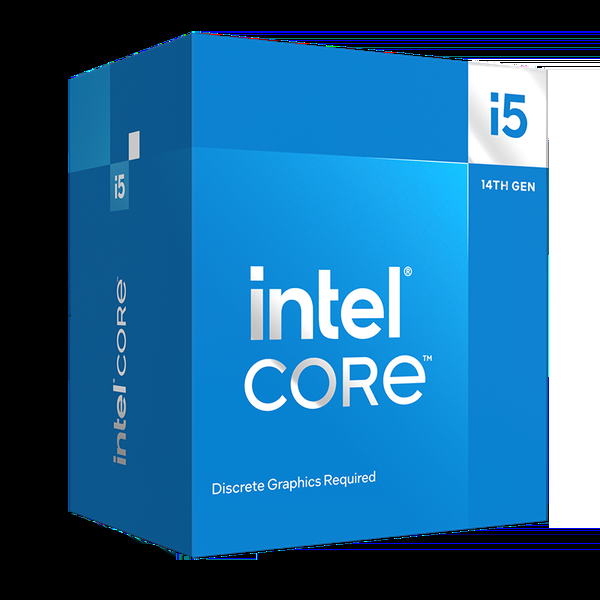 i5
14TH GEN
i5
intel® CORE
intel®
CORE™
Discrete Graphics Required